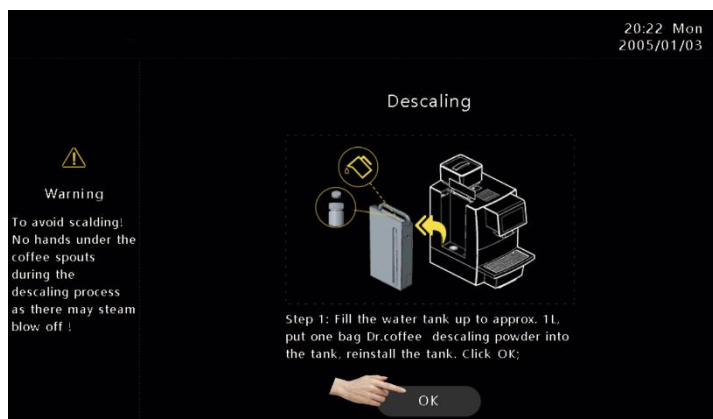 20:22 Mon
2005/01/03
Descaling
Warning
To avoid scalding!
No hands under the
coffee spouts
during the
descaling process
as there may steam
blow off !
Step 1: Fill the water tank up to approx. 1L,
put one bag Dr.coffee descaling powder into
the tank, reinstall the tank. Click OK;
OK